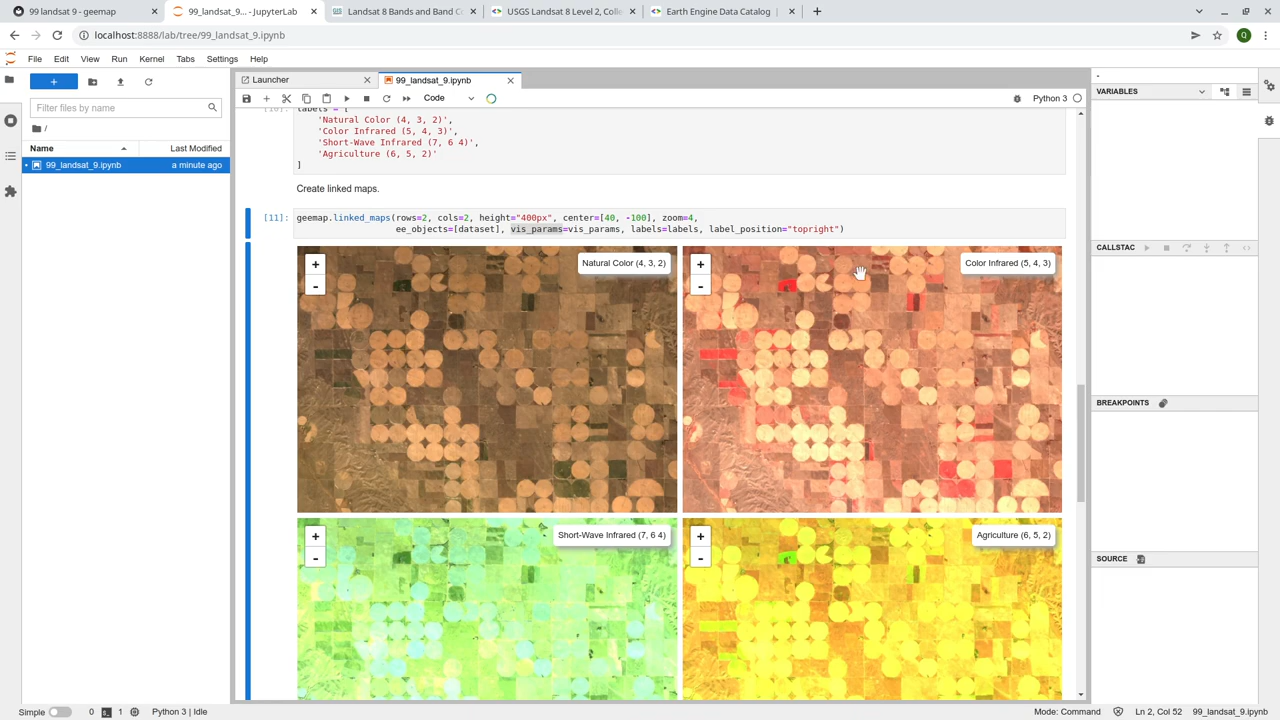 99 landsat 9 - geemap
99_landsat_9... - JupyterLab
Landsat 8 Bands and Band C
USGS Landsat 8 Level 2, Colle
Earth Engine Data Catalog
localhost:8888/lab/tree/99_landsat_9.ipynb
Q
File Edit View Run Kernel Tabs Settings Help
Launcher
99_landsat_9.ipynb
Code
Python 3
Filter files by name
/
Name Last Modified
99_landsat_9.ipynb a minute ago
[10]: labels = [
'Natural Color (4, 3, 2)',
'Color Infrared (5, 4, 3)',
'Short-Wave Infrared (7, 6 4)',
'Agriculture (6, 5, 2)'
]
Create linked maps.
[11]: geemap.linked_maps(rows=2, cols=2, height="400px", center=[40, -100], zoom=4,
ee_objects=[dataset], vis_params=vis_params, labels=labels, label_position="topright")
+
-
Natural Color (4, 3, 2)
+
-
Color Infrared (5, 4, 3)
+
-
Short-Wave Infrared (7, 6 4)
+
-
Agriculture (6, 5, 2)
-
VARIABLES
CALLSTAC
BREAKPOINTS
SOURCE
Simple 0 1 Python 3 | Idle
Mode: Command Ln 2, Col 52 99_landsat_9.ipynb